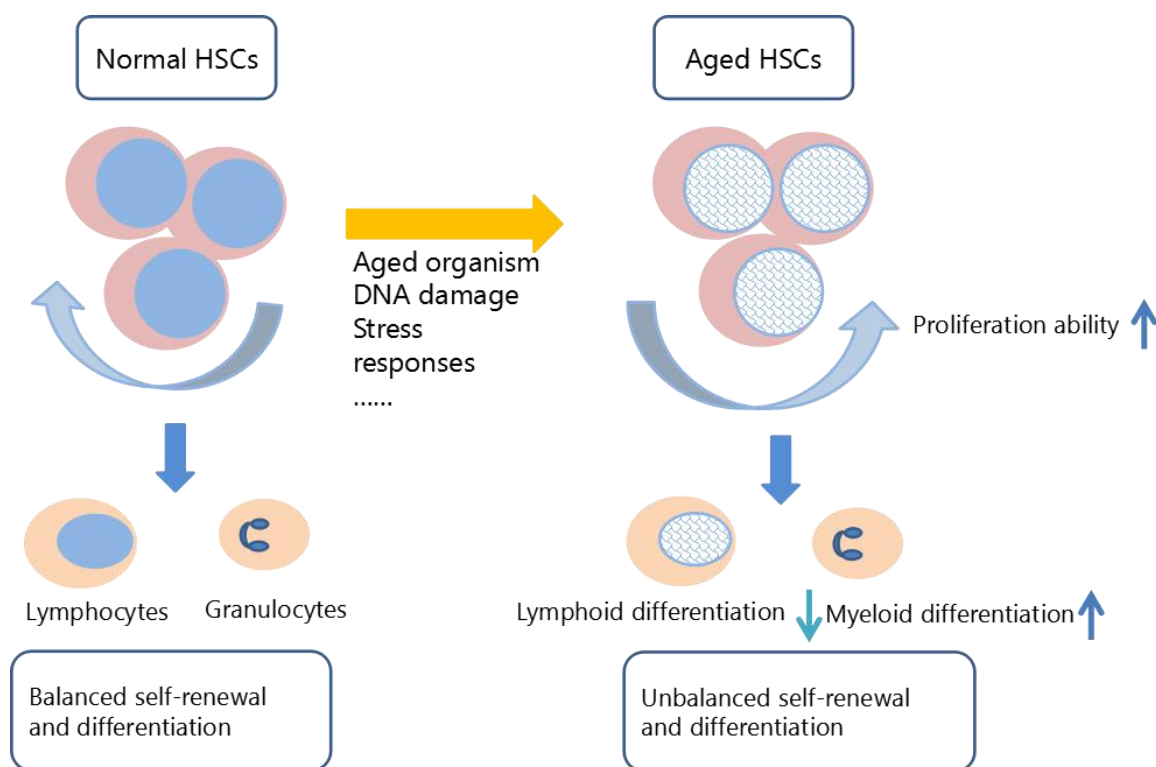 Normal HSCs
Aged HSCs
Aged organism
DNA damage
Stress
responses
......
Proliferation ability
Lymphocytes
Granulocytes
Lymphoid differentiation
Myeloid differentiation
Balanced self-renewal
and differentiation
Unbalanced self-renewal
and differentiation